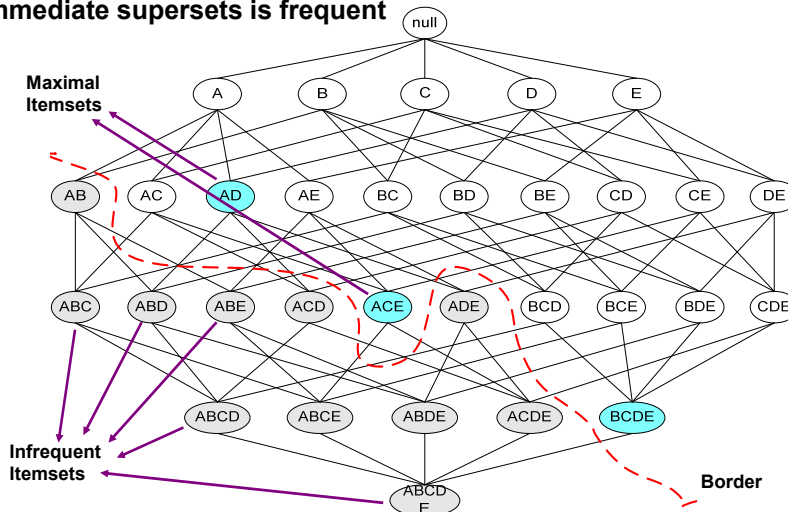 mmediate supersets is frequent
null
Maximal
Itemsets
A B C D E
AB AC AD AE BC BD BE CD CE DE
ABC ABD ABE ACD ACE ADE BCD BCE BDE CDE
ABCD ABCE ABDE ACDE BCDE
Infrequent
Itemsets
Border
ABCD
E